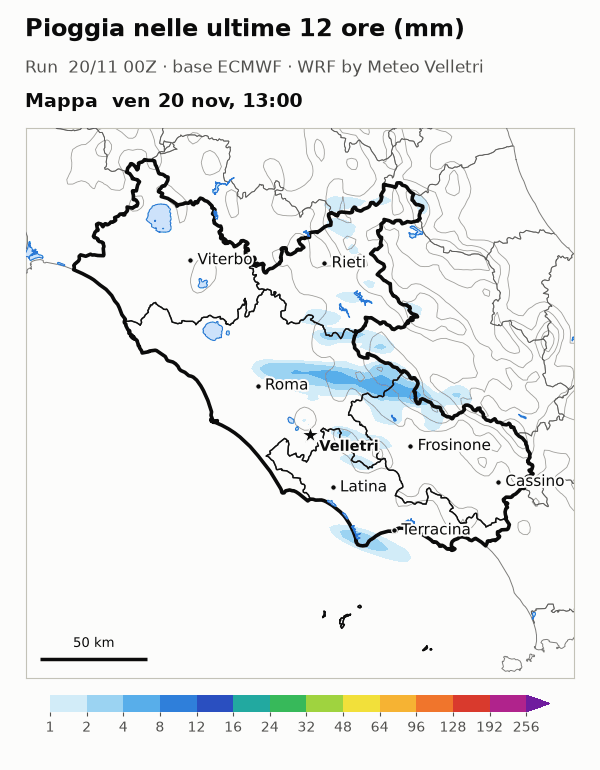 Pioggia nelle ultime 12 ore (mm)
Run 20/11 00Z · base ECMWF · WRF by Meteo Velletri
Mappa ven 20 nov, 13:00
Viterbo
Rieti
Roma
Velletri
Frosinone
Cassino
Latina
Terracina
50 km
1 2 4 8 12 16 24 32 48 64 96 128 192 256